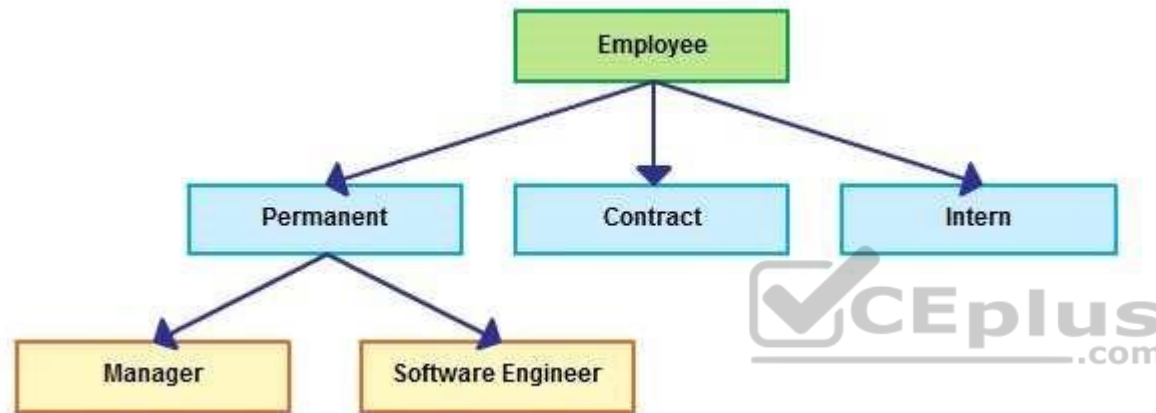 Employee
Permanent
Contract
Intern
Manager
Software Engineer
CEplus
.com